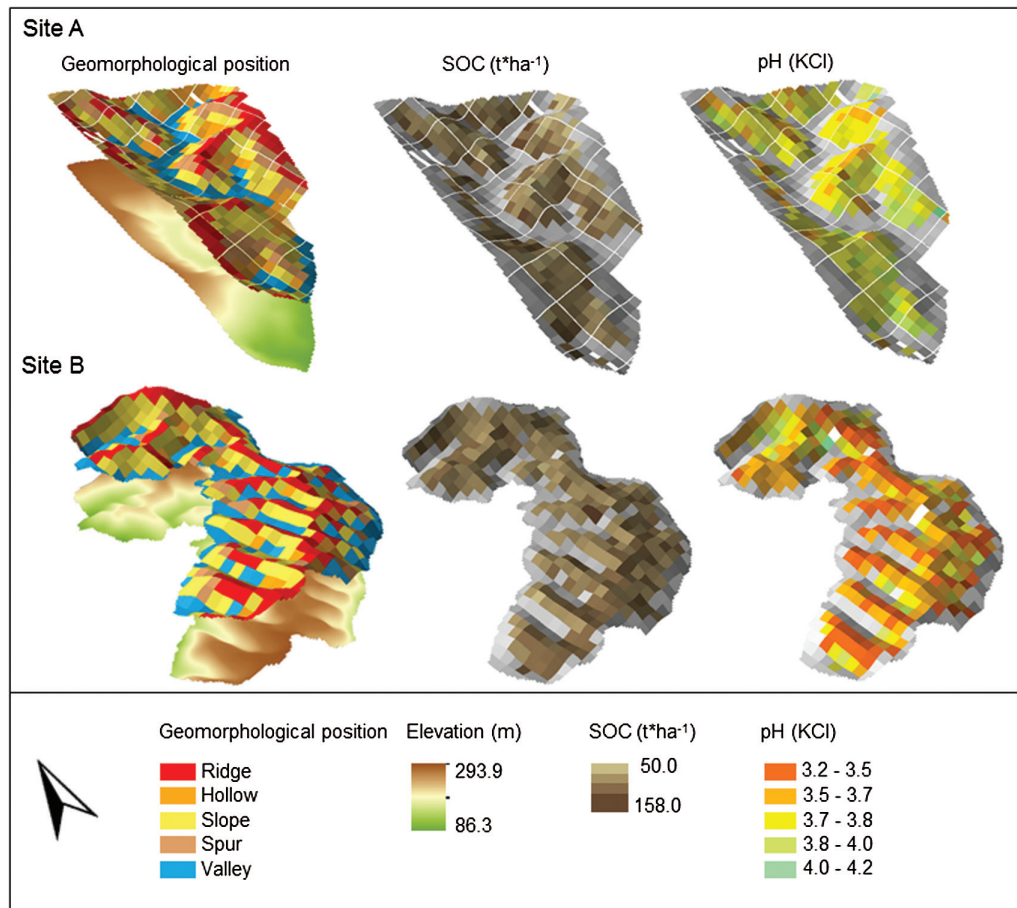 Site A
Geomorphological position
SOC (t*ha⁻¹)
pH (KCl)
Site B
Geomorphological position
Ridge
Hollow
Slope
Spur
Valley
Elevation (m)
293.9
86.3
SOC (t*ha⁻¹)
50.0
158.0
pH (KCl)
3.2 - 3.5
3.5 - 3.7
3.7 - 3.8
3.8 - 4.0
4.0 - 4.2